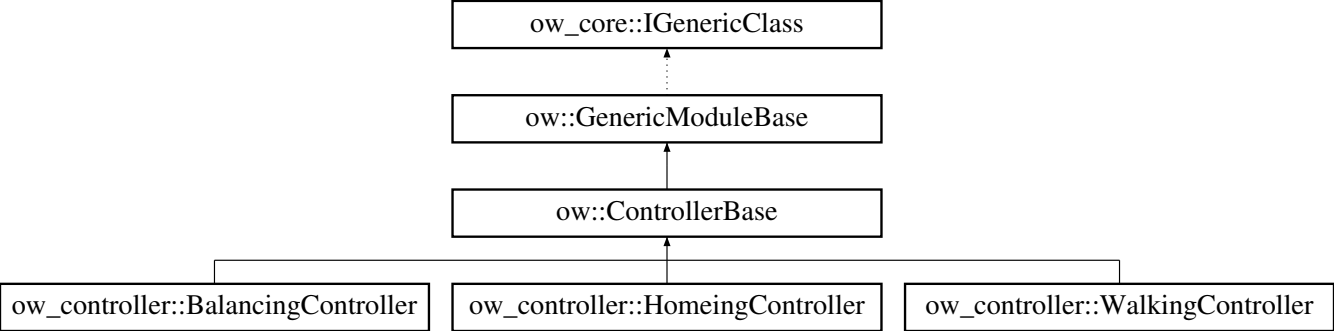 ow_core::IGenericClass
ow::GenericModuleBase
ow::ControllerBase
ow_controller::BalancingController
ow_controller::HomeingController
ow_controller::WalkingController